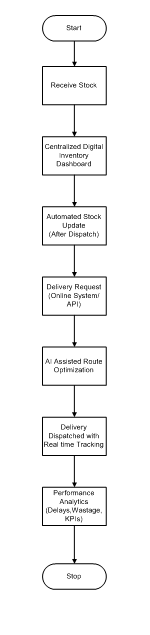 Start
Receive Stock
Centralized Digital
Inventory
Dashboard
Automated Stock
Update
(After Dispatch)
Delivery Request
(Online System/
API)
AI Assisted Route
Optimization
Delivery
Dispatched with
Real time Tracking
Performance
Analytics
(Delays,Wastage,
KPIs)
Stop